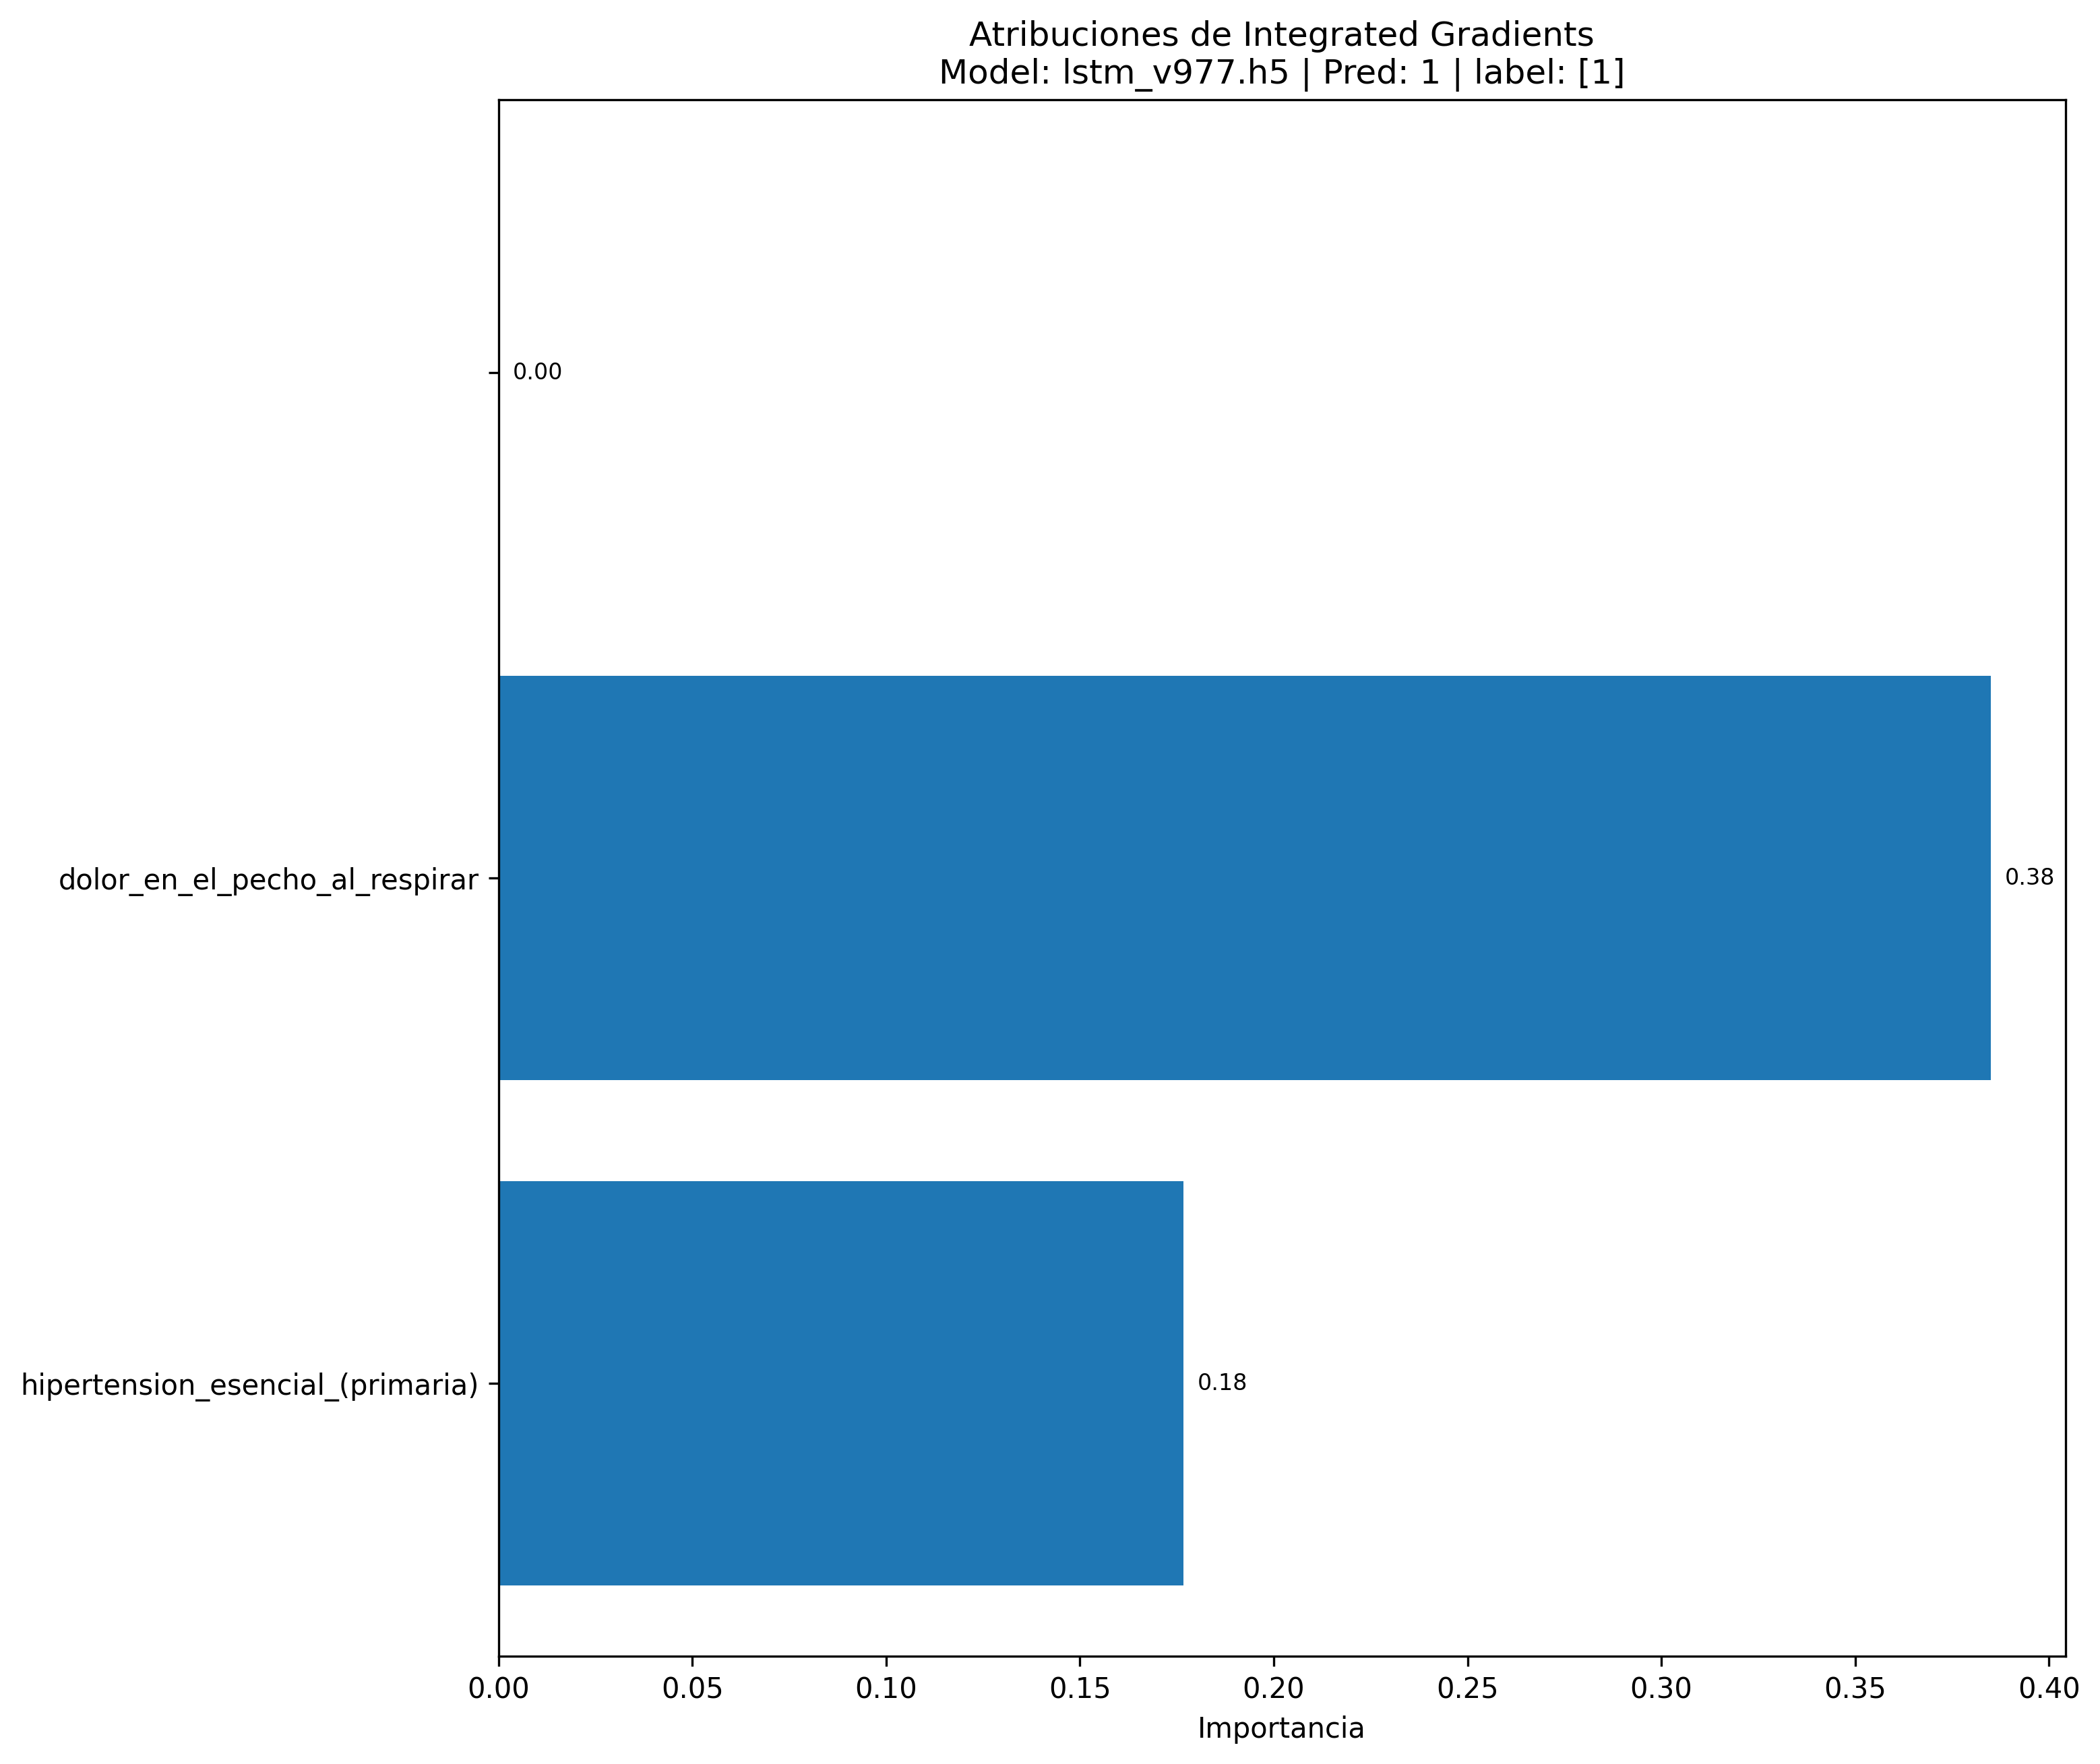 Atribuciones de Integrated Gradients
Model: lstm_v977.h5 | Pred: 1 | label: [1]
0.00
dolor_en_el_pecho_al_respirar
0.38
hipertension_esencial_(primaria)
0.18
0.00 0.05 0.10 0.15 0.20 0.25 0.30 0.35 0.40
Importancia